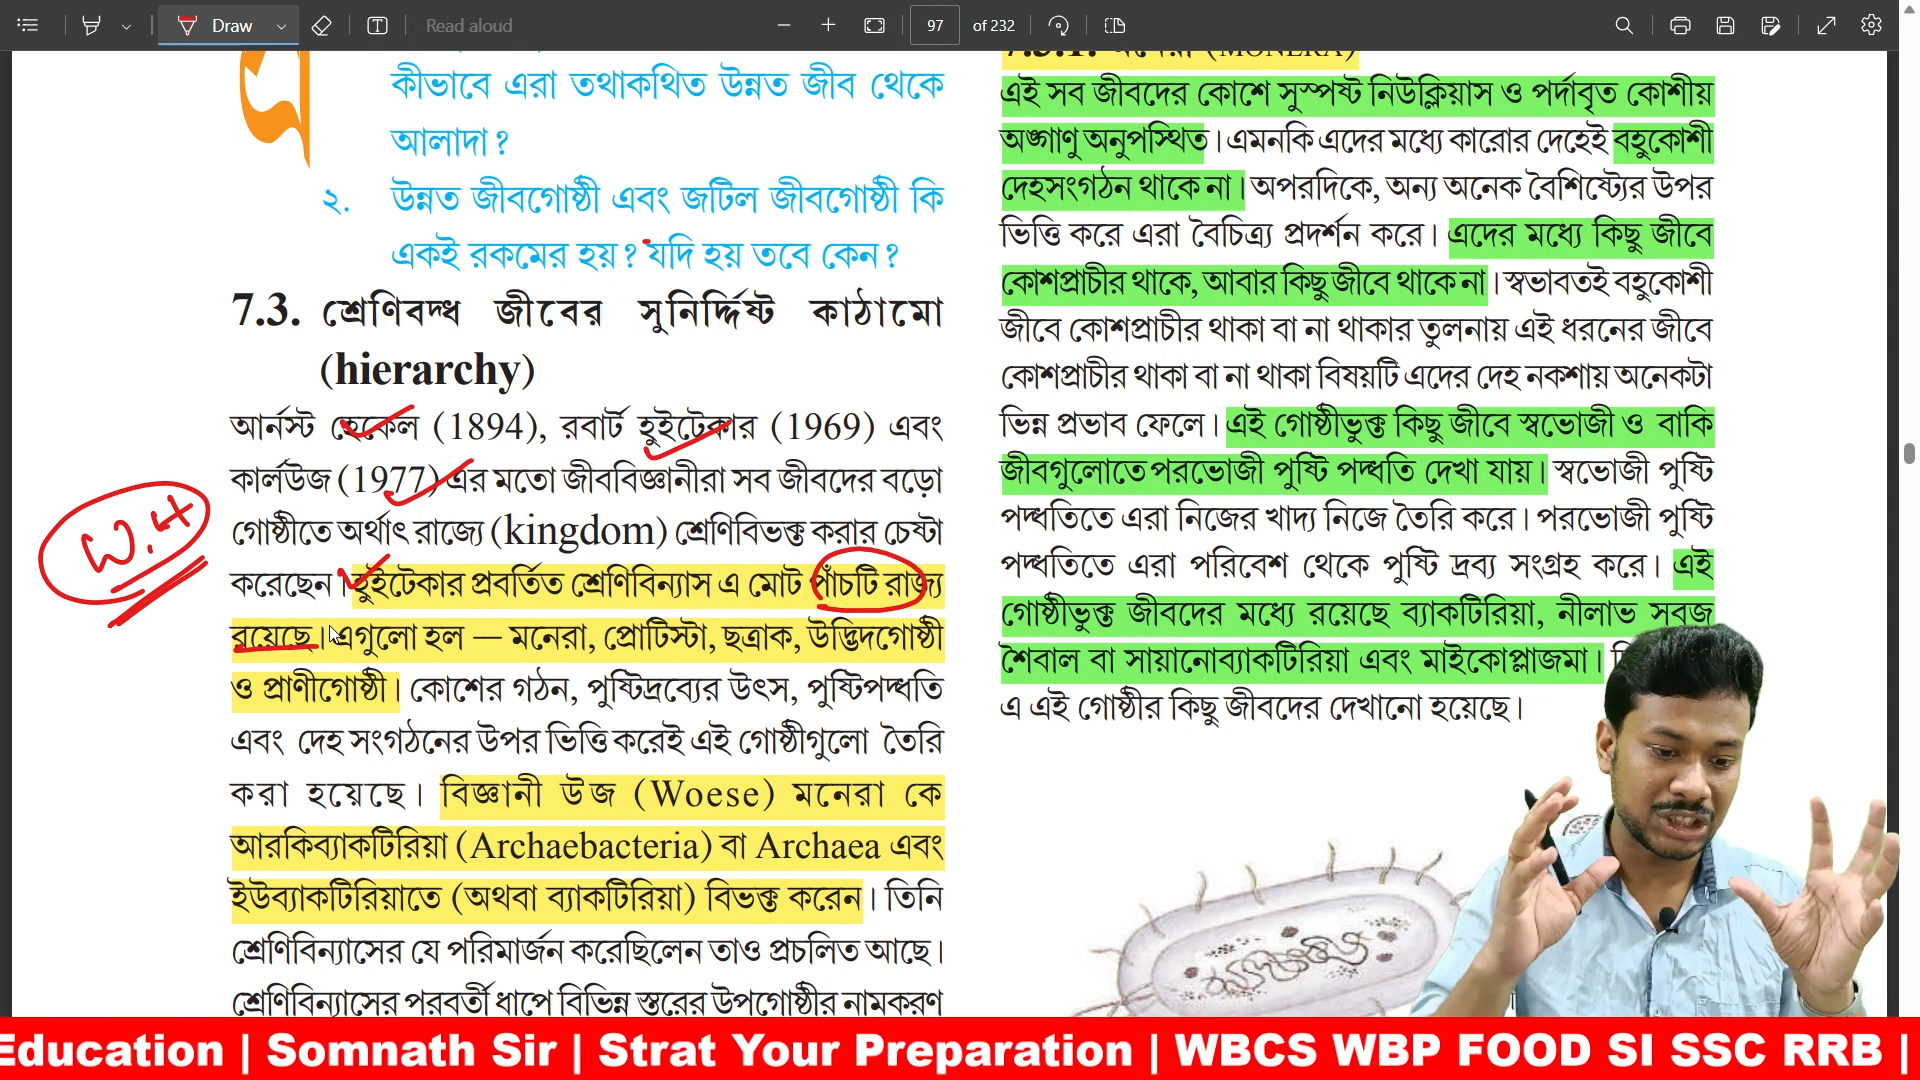 Draw
Read aloud
97
of 232
কীভাবে এরা তথাকথিত উন্নত জীব থেকে
আলাদা?
২. উন্নত জীবগোষ্ঠী এবং জটিল জীবগোষ্ঠী কি
একই রকমের হয়? যদি হয় তবে কেন?
7.3. শ্রেণিবদ্ধ জীবের সুনির্দ্দিষ্ট কাঠামো
(hierarchy)
আর্নস্ট হেকেল (1894), রবার্ট হুইটেকার (1969) এবং
কার্লউজ (1977) এর মতো জীববিজ্ঞানীরা সব জীবদের বড়ো
গোষ্ঠীতে অর্থাৎ রাজ্যে (kingdom) শ্রেণিবিভক্ত করার চেষ্টা
করেছেন। হুইটেকার প্রবর্তিত শ্রেণিবিন্যাস এ মোট পাঁচটি রাজ্য
রয়েছে। এগুলো হল — মনেরা, প্রোটিস্টা, ছত্রাক, উদ্ভিদগোষ্ঠী
ও প্রাণীগোষ্ঠী। কোশের গঠন, পুষ্টিদ্রব্যের উৎস, পুষ্টিপদ্ধতি
এবং দেহ সংগঠনের উপর ভিত্তি করেই এই গোষ্ঠীগুলো তৈরি
করা হয়েছে। বিজ্ঞানী উজ (Woese) মনেরা কে
আরকিব্যাকটিরিয়া (Archaebacteria) বা Archaea এবং
ইউব্যাকটিরিয়াতে (অথবা ব্যাকটিরিয়া) বিভক্ত করেন। তিনি
শ্রেণিবিন্যাসের যে পরিমার্জন করেছিলেন তাও প্রচলিত আছে।
শ্রেণিবিন্যাসের পরবর্তী ধাপে বিভিন্ন স্তরের উপগোষ্ঠীর নামকরণ
W.H
7.3.1. মনেরা (MONERA)
এই সব জীবদের কোশে সুস্পষ্ট নিউক্লিয়াস ও পর্দাবৃত কোশীয়
অঙ্গাণু অনুপস্থিত। এমনকি এদের মধ্যে কারোর দেহেই বহুকোশী
দেহসংগঠন থাকে না। অপরদিকে, অন্য অনেক বৈশিষ্ট্যের উপর
ভিত্তি করে এরা বৈচিত্র্য প্রদর্শন করে। এদের মধ্যে কিছু জীবে
কোশপ্রাচীর থাকে, আবার কিছু জীবে থাকে না। স্বভাবতই বহুকোশী
জীবে কোশপ্রাচীর থাকা বা না থাকার তুলনায় এই ধরনের জীবে
কোশপ্রাচীর থাকা বা না থাকা বিষয়টি এদের দেহ নকশায় অনেকটা
ভিন্ন প্রভাব ফেলে। এই গোষ্ঠীভুক্ত কিছু জীবে স্বভোজী ও বাকি
জীবগুলোতে পরভোজী পুষ্টি পদ্ধতি দেখা যায়। স্বভোজী পুষ্টি
পদ্ধতিতে এরা নিজের খাদ্য নিজে তৈরি করে। পরভোজী পুষ্টি
পদ্ধতিতে এরা পরিবেশ থেকে পুষ্টি দ্রব্য সংগ্রহ করে। এই
গোষ্ঠীভুক্ত জীবদের মধ্যে রয়েছে ব্যাকটিরিয়া, নীলাভ সবুজ
শৈবাল বা সায়ানোব্যাকটিরিয়া এবং মাইকোপ্লাজমা।
এ এই গোষ্ঠীর কিছু জীবদের দেখানো হয়েছে।
Education | Somnath Sir | Strat Your Preparation | WBCS WBP FOOD SI SSC RRB |